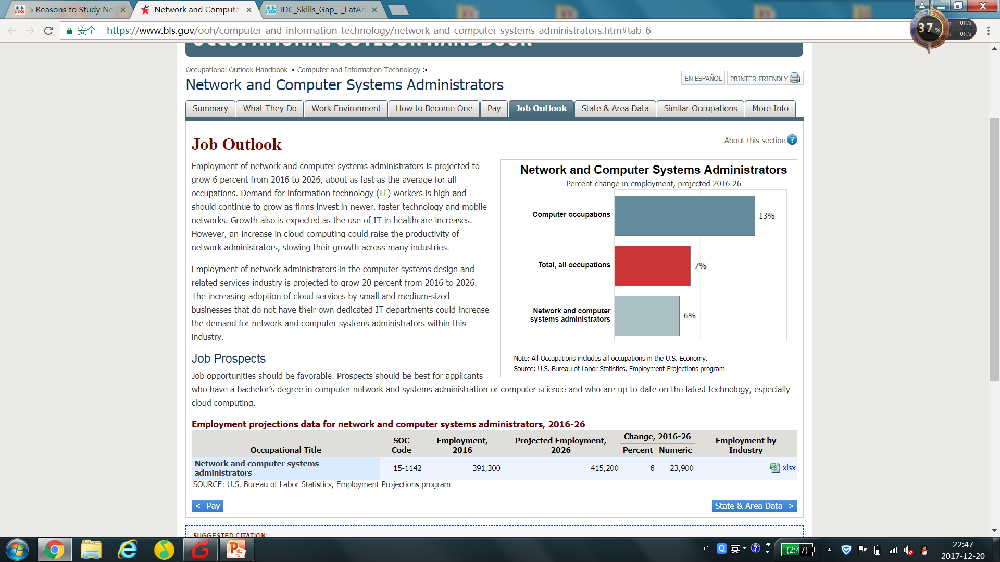 5 Reasons to Study Ne
Network and Compute
IDC_Skills_Gap_-_LatAm
安全
https://www.bls.gov/ooh/computer-and-information-technology/network-and-computer-systems-administrators.htm#tab-6
37%
0K/s
0K/s
OCCUPATIONAL OUTLOOK HANDBOOK
Occupational Outlook Handbook > Computer and Information Technology >
Network and Computer Systems Administrators
EN ESPAÑOL
PRINTER-FRIENDLY
Summary
What They Do
Work Environment
How to Become One
Pay
Job Outlook
State & Area Data
Similar Occupations
More Info
Job Outlook
About this section
Employment of network and computer systems administrators is projected to
grow 6 percent from 2016 to 2026, about as fast as the average for all
occupations. Demand for information technology (IT) workers is high and
should continue to grow as firms invest in newer, faster technology and mobile
networks. Growth also is expected as the use of IT in healthcare increases.
However, an increase in cloud computing could raise the productivity of
network administrators, slowing their growth across many industries.
Employment of network administrators in the computer systems design and
related services industry is projected to grow 20 percent from 2016 to 2026.
The increasing adoption of cloud services by small and medium-sized
businesses that do not have their own dedicated IT departments could increase
the demand for network and computer systems administrators within this
industry.
Network and Computer Systems Administrators
Percent change in employment, projected 2016-26
Computer occupations
13%
Total, all occupations
7%
Network and computer
systems administrators
6%
Note: All Occupations includes all occupations in the U.S. Economy.
Source: U.S. Bureau of Labor Statistics, Employment Projections program
Job Prospects
Job opportunities should be favorable. Prospects should be best for applicants
who have a bachelor’s degree in computer network and systems administration or computer science and who are up to date on the latest technology, especially
cloud computing.
Employment projections data for network and computer systems administrators, 2016-26
Occupational Title
SOC
Code
Employment,
2016
Projected Employment,
2026
Change, 2016-26
Percent
Numeric
Employment by
Industry
Network and computer systems
administrators
15-1142
391,300
415,200
6
23,900
xlsx
SOURCE: U.S. Bureau of Labor Statistics, Employment Projections program
<- Pay
State & Area Data ->
SUGGESTED CITATION:
CH
英
(2:47)
22:47
2017-12-20